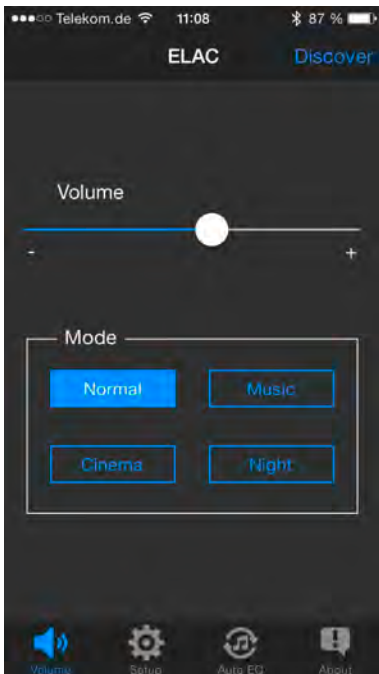 Telekom.de 11:08 87 %
ELAC Discover
Volume
- +
Mode
Normal Music
Cinema Night
Volume Setup Auto EQ About